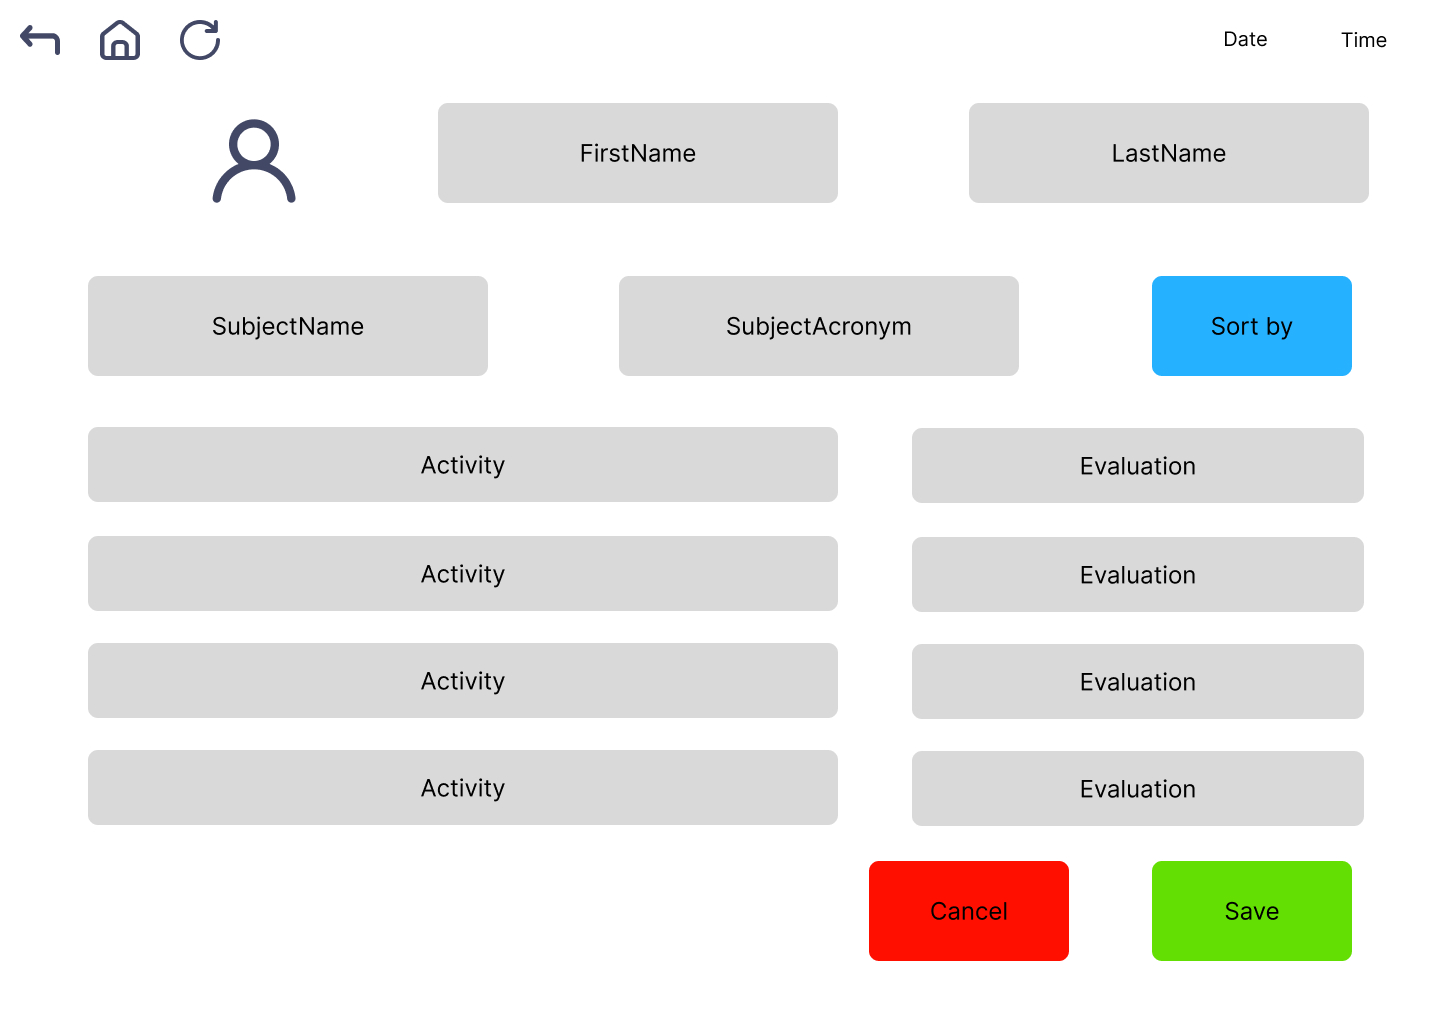 Date
Time
FirstName
LastName
SubjectName
SubjectAcronym
Sort by
Activity
Evaluation
Activity
Evaluation
Activity
Evaluation
Activity
Evaluation
Cancel
Save